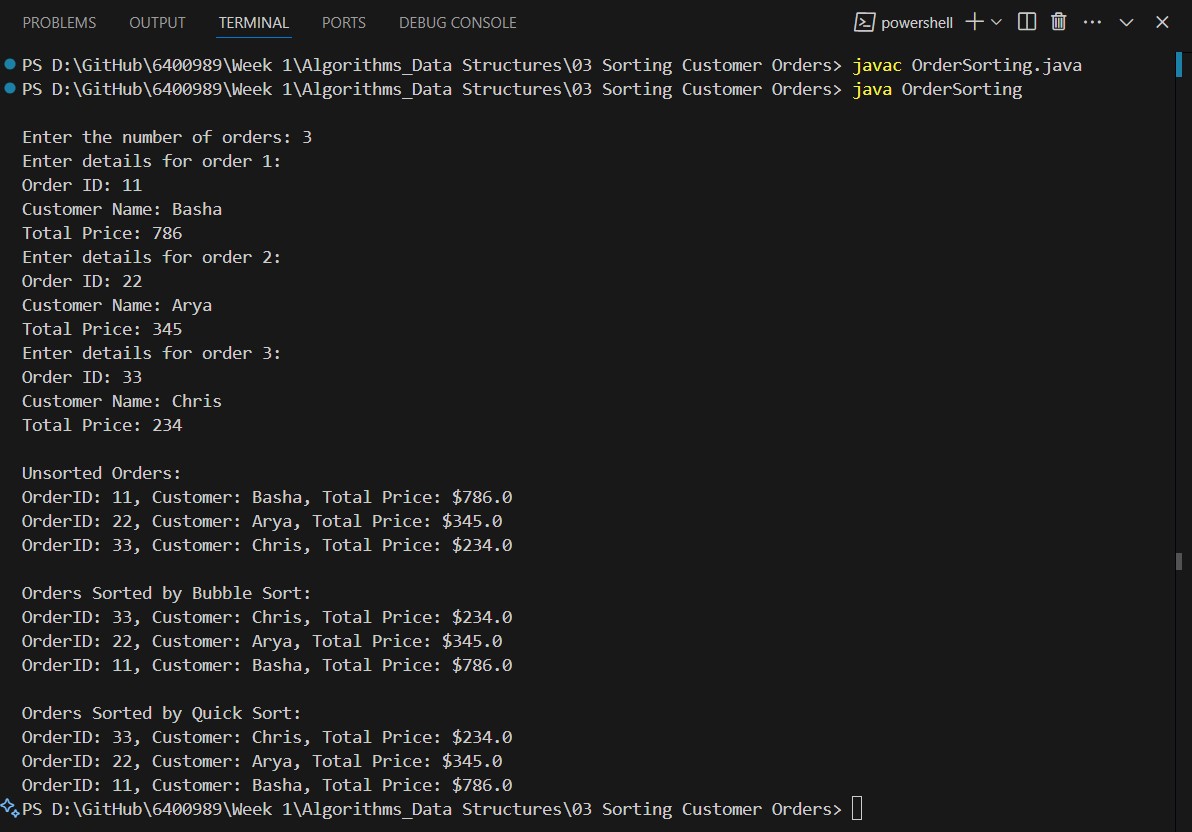 PROBLEMS OUTPUT TERMINAL PORTS DEBUG CONSOLE powershell
PS D:\GitHub\6400989\Week 1\Algorithms_Data Structures\03 Sorting Customer Orders> javac OrderSorting.java
PS D:\GitHub\6400989\Week 1\Algorithms_Data Structures\03 Sorting Customer Orders> java OrderSorting
Enter the number of orders: 3
Enter details for order 1:
Order ID: 11
Customer Name: Basha
Total Price: 786
Enter details for order 2:
Order ID: 22
Customer Name: Arya
Total Price: 345
Enter details for order 3:
Order ID: 33
Customer Name: Chris
Total Price: 234
Unsorted Orders:
OrderID: 11, Customer: Basha, Total Price: $786.0
OrderID: 22, Customer: Arya, Total Price: $345.0
OrderID: 33, Customer: Chris, Total Price: $234.0
Orders Sorted by Bubble Sort:
OrderID: 33, Customer: Chris, Total Price: $234.0
OrderID: 22, Customer: Arya, Total Price: $345.0
OrderID: 11, Customer: Basha, Total Price: $786.0
Orders Sorted by Quick Sort:
OrderID: 33, Customer: Chris, Total Price: $234.0
OrderID: 22, Customer: Arya, Total Price: $345.0
OrderID: 11, Customer: Basha, Total Price: $786.0
PS D:\GitHub\6400989\Week 1\Algorithms_Data Structures\03 Sorting Customer Orders>